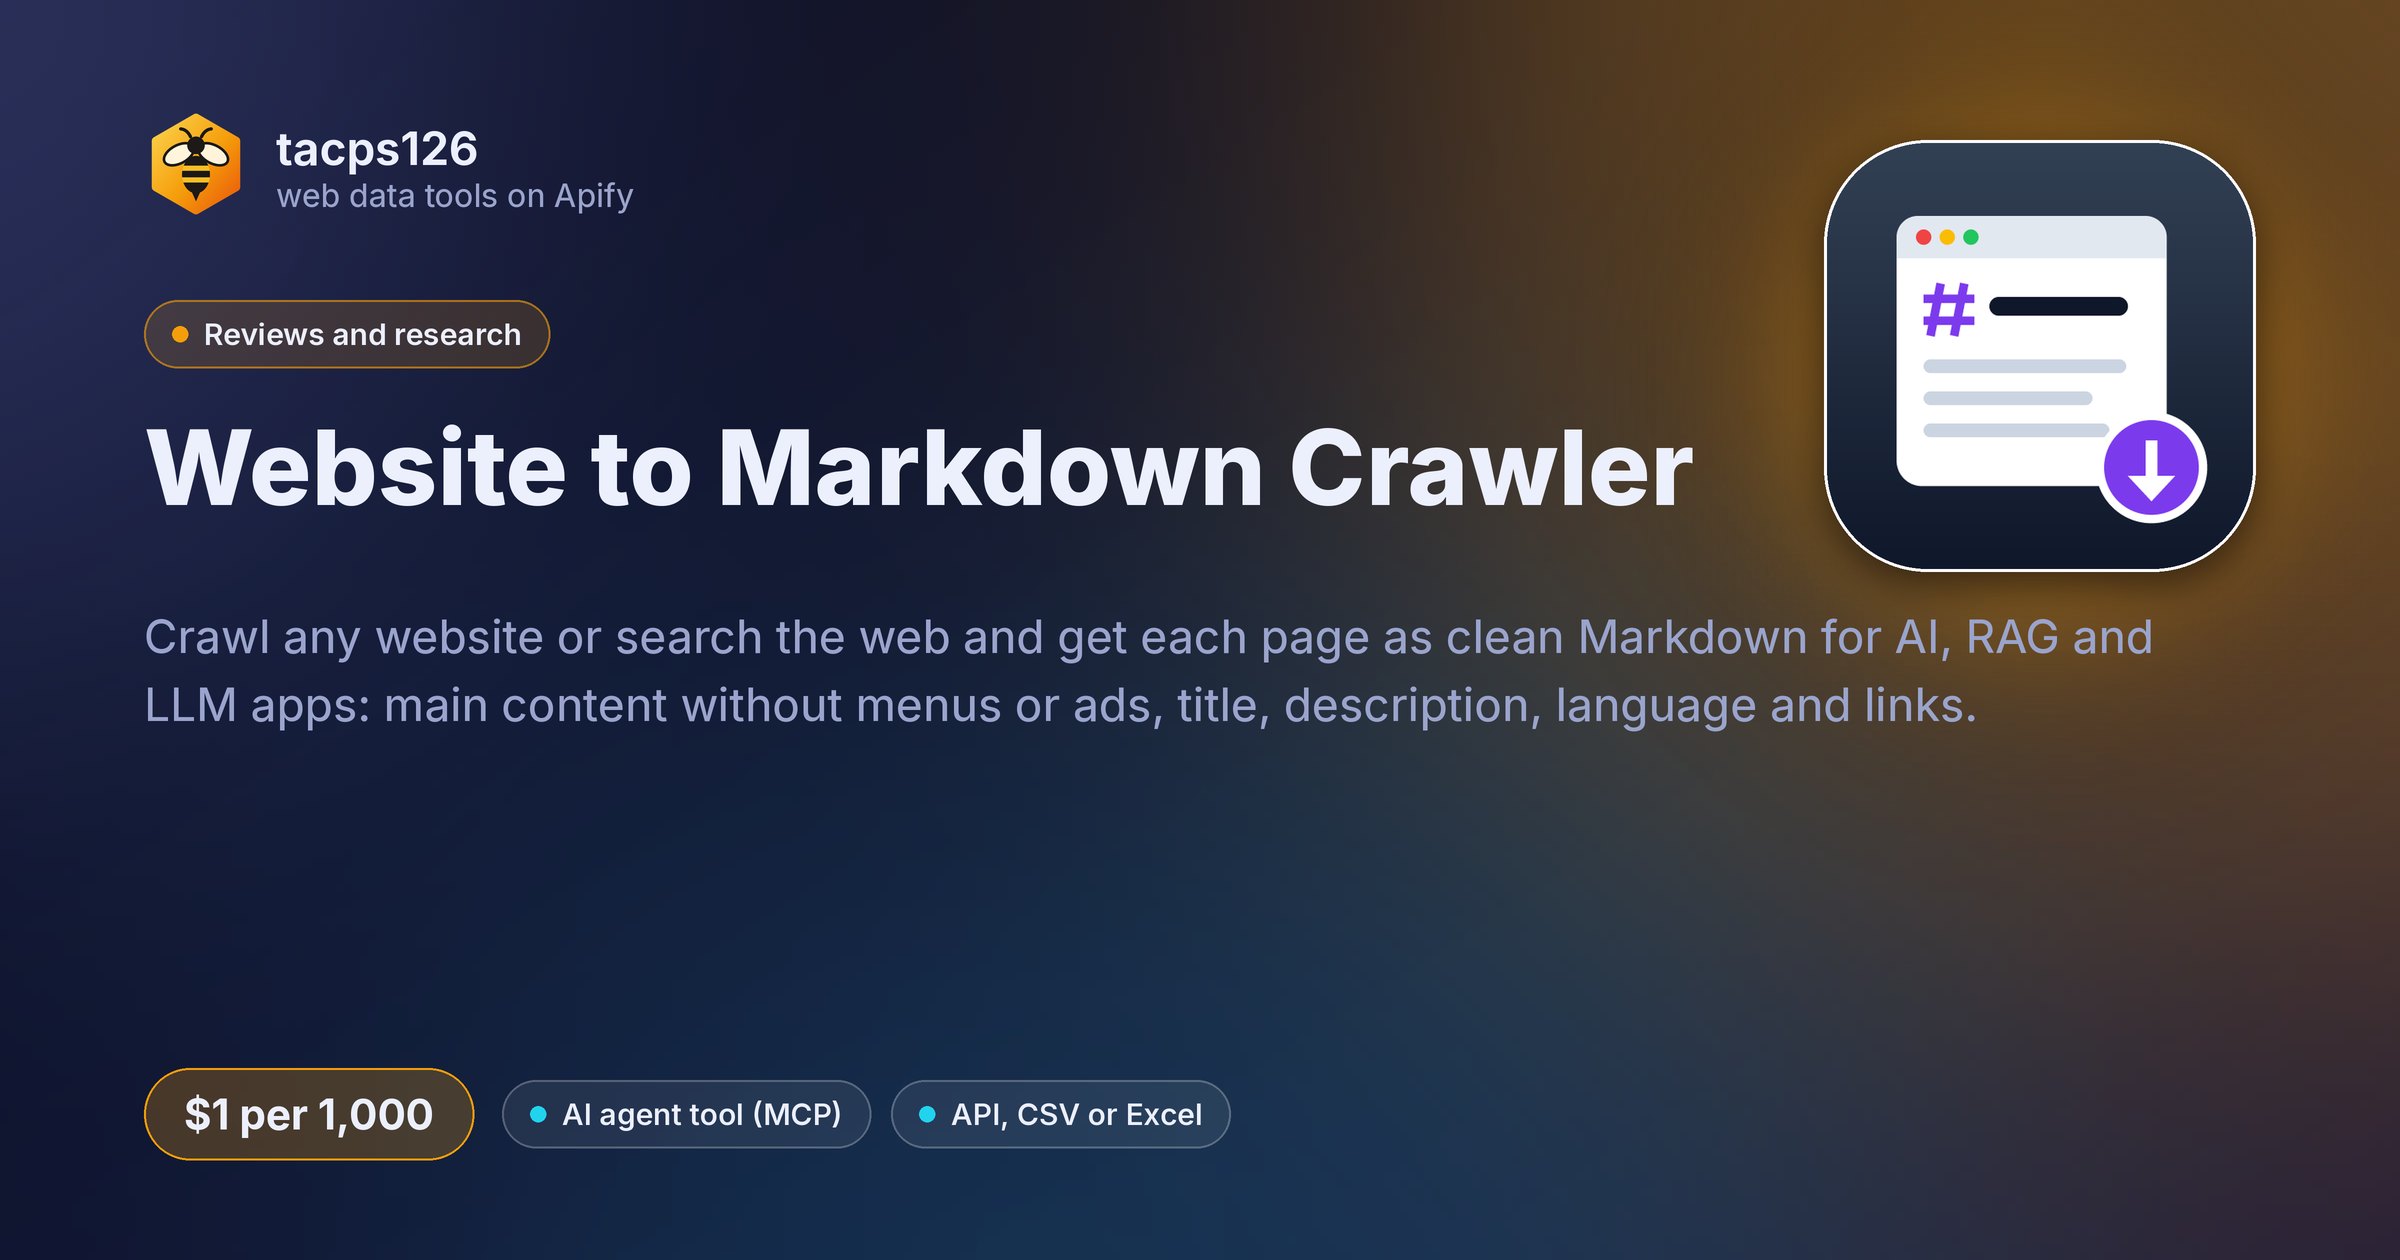 tacps126
web data tools on Apify
Reviews and research
Website to Markdown Crawler
#
Crawl any website or search the web and get each page as clean Markdown for AI, RAG and
LLM apps: main content without menus or ads, title, description, language and links.
$1 per 1,000
AI agent tool (MCP)
API, CSV or Excel